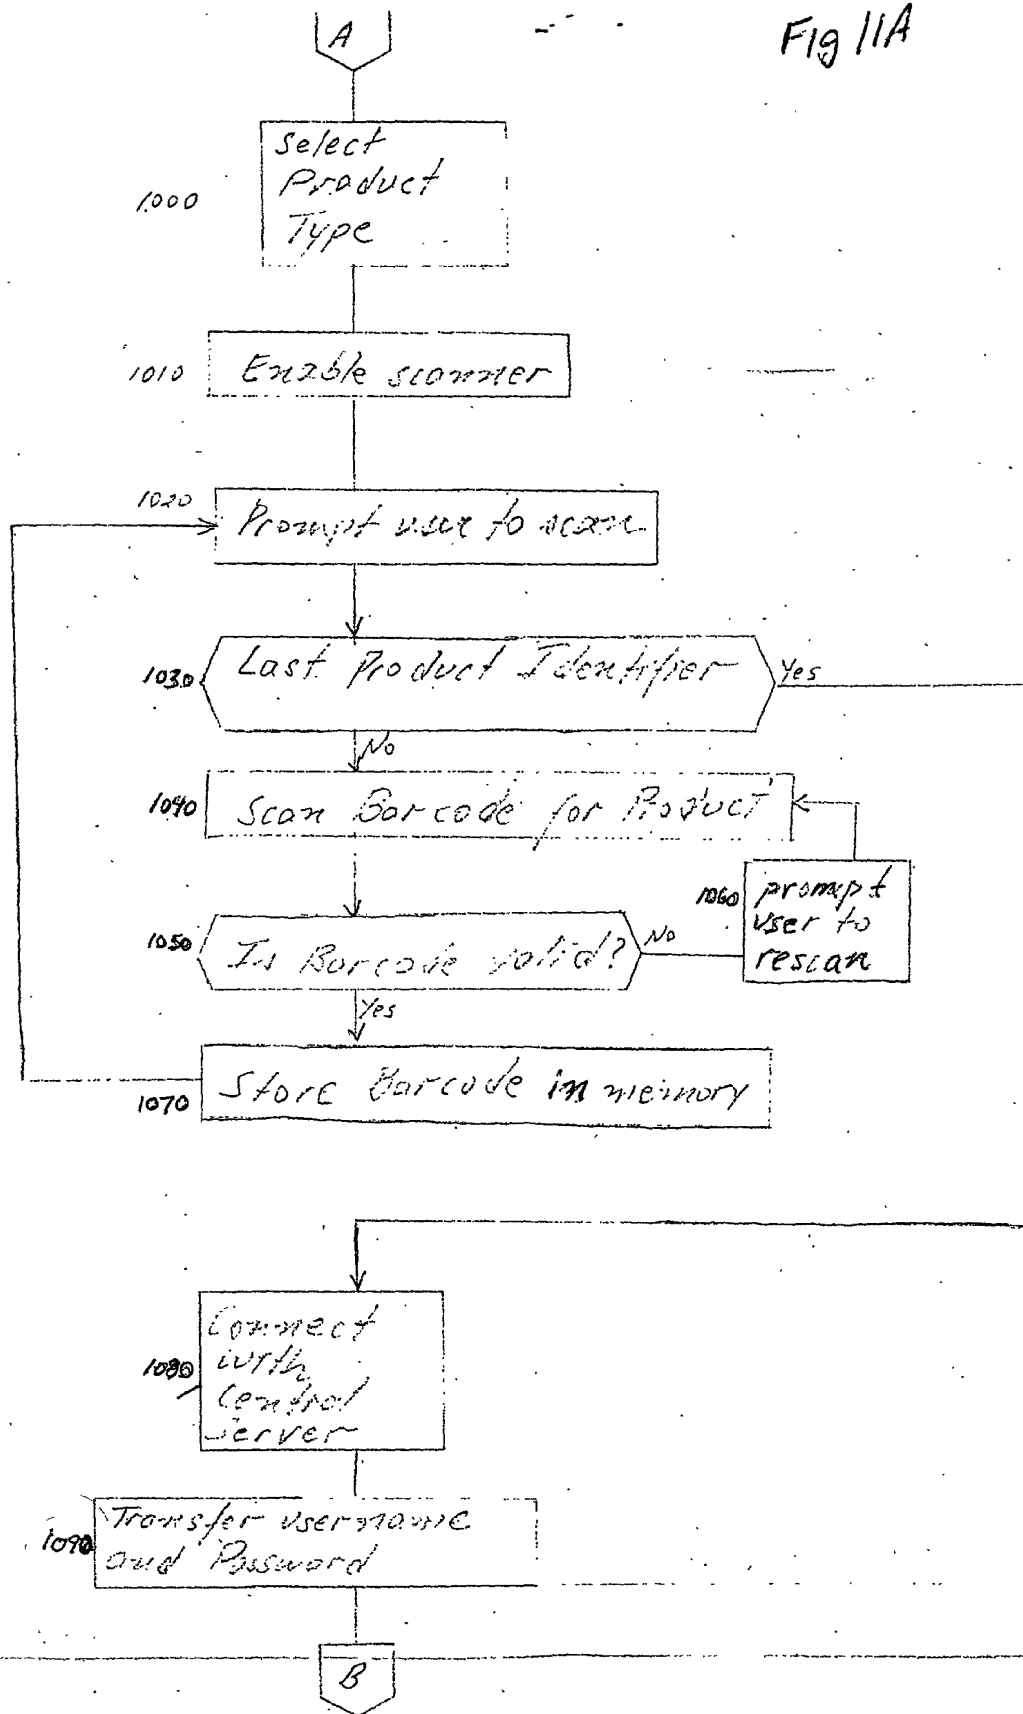 A
Fig 11A
Select
Product
Type
1000
1010
Enable scanner
1020
Prompt user to scan
1030
Last Product Identifier
Yes
No
1040
Scan Barcode for Product
1060
prompt
user to
rescan
1050
Is Barcode valid?
No
Yes
Store Barcode in memory
1070
Connect
with
Central
Server
1080
Transfer username
and Password
1090
B